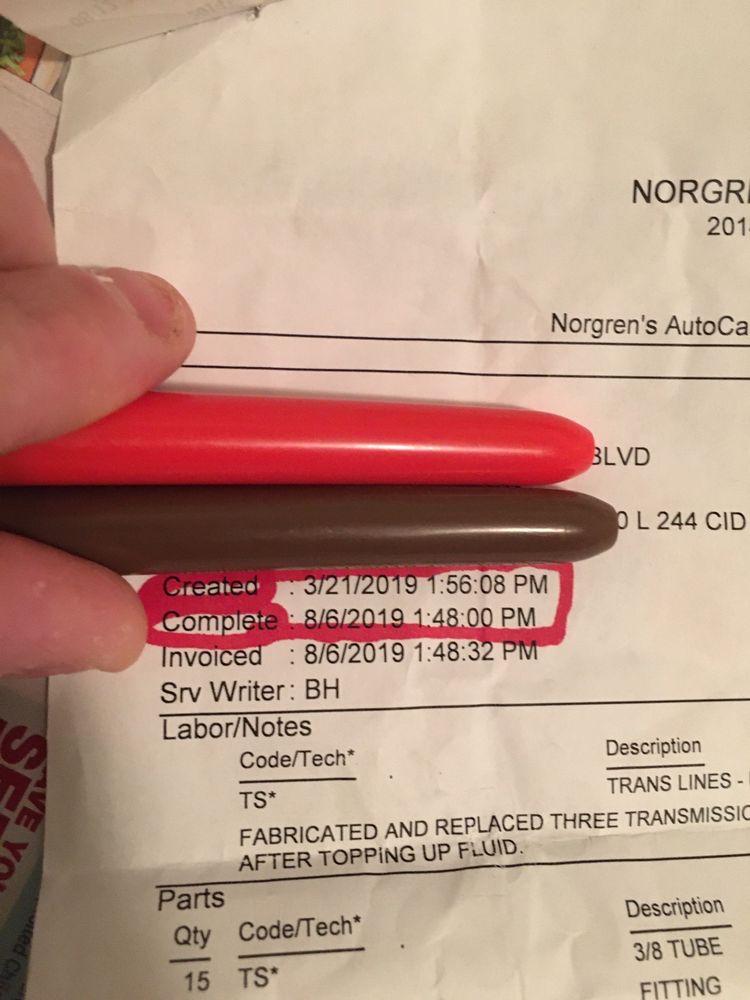 NORGR
201
Norgren's AutoCa
BLVD
0 L 244 CID
Created : 3/21/2019 1:56:08 PM
Complete : 8/6/2019 1:48:00 PM
Invoiced : 8/6/2019 1:48:32 PM
Srv Writer : BH
Labor/Notes
Code/Tech* Description
TS* TRANS LINES -
FABRICATED AND REPLACED THREE TRANSMISSIO
AFTER TOPPING UP FLUID.
Parts
Qty Code/Tech* Description
15 TS* 3/8 TUBE
FITTING